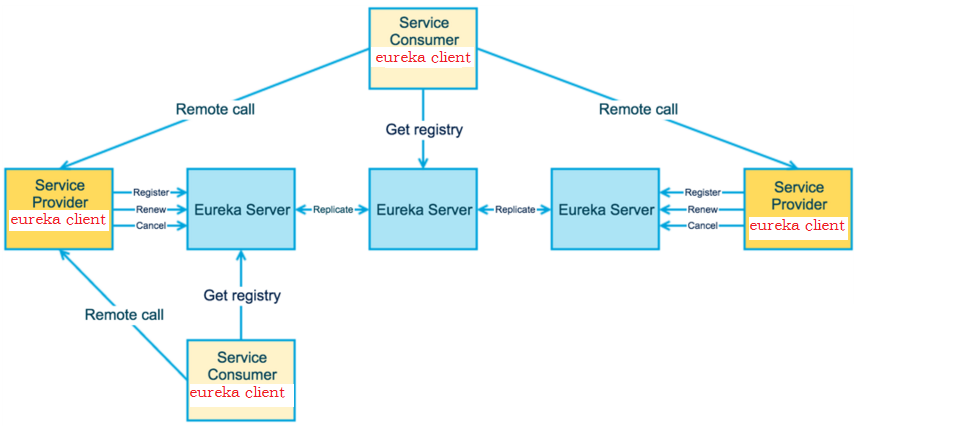 Service
Consumer
eureka client
Remote call
Remote call
Get registry
Service
Provider
eureka client
Register
Renew
Cancel
Eureka Server
Replicate
Eureka Server
Replicate
Eureka Server
Register
Renew
Cancel
Service
Provider
eureka client
Get registry
Remote call
Service
Consumer
eureka client